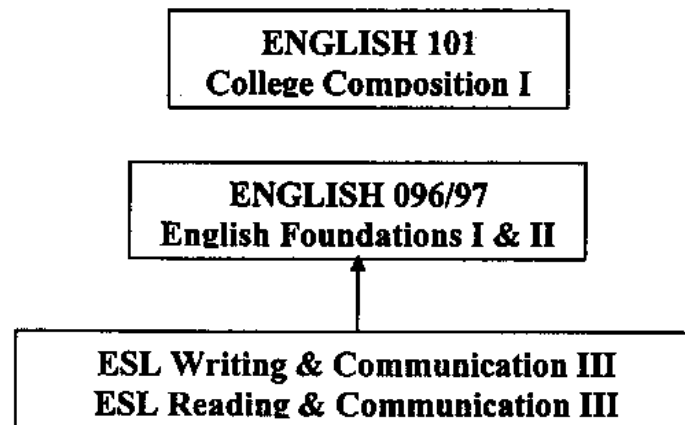 ENGLISH 101
College Composition I
ENGLISH 096/97
English Foundations I & II
ESL Writing & Communication III
ESL Reading & Communication III